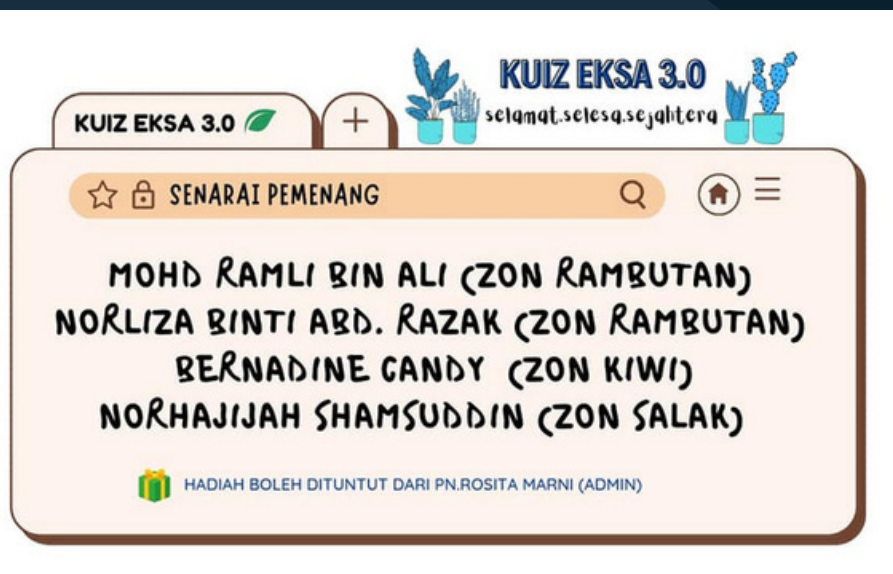 KUIZ EKSA 3.0
selamat.selesa.sejahtera
KUIZ EKSA 3.0
SENARAI PEMENANG
MOHD RAMLI BIN ALI (ZON RAMBUTAN)
NORLIZA BINTI ABD. RAZAK (ZON RAMBUTAN)
BERNADINE CANDY (ZON KIWI)
NORHAJIJAH SHAMSUDDIN (ZON SALAK)
HADIAH BOLEH DITUNTUT DARI PN.ROSITA MARNI (ADMIN)